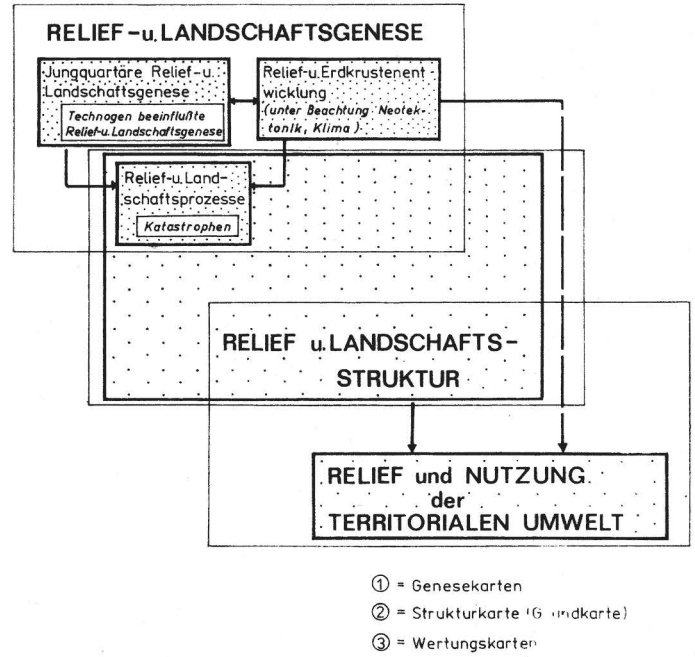 RELIEF-u. LANDSCHAFTSGENESE
Jungquartäre Relief-u.
Landschaftsgenese
Technogen beeinflußte
Relief-u. Landschaftsgenese
Relief-u. Erdkrustenent-
wicklung
(unter Beachtung Neotek-
tonik, Klima)
Relief-u. Land-
schaftsprozesse
Katastrophen
RELIEF u. LANDSCHAFTS-
STRUKTUR
RELIEF und NUTZUNG
der
TERRITORIALEN UMWELT
① = Genesekarten
② = Strukturkarte
③ = Wertungskarten